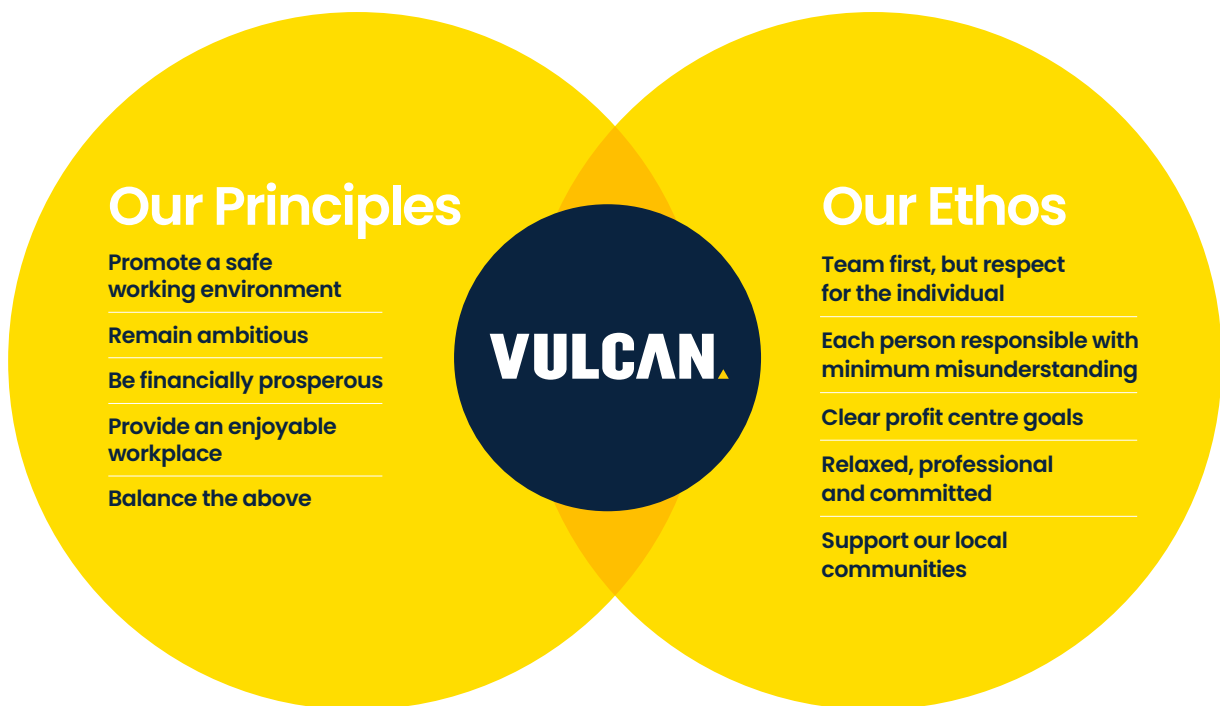 Our Principles
Promote a safe
working environment
Remain ambitious
Be financially prosperous
Provide an enjoyable
workplace
Balance the above
VULCAN.
Our Ethos
Team first, but respect
for the individual
Each person responsible with
minimum misunderstanding
Clear profit centre goals
Relaxed, professional
and committed
Support our local
communities